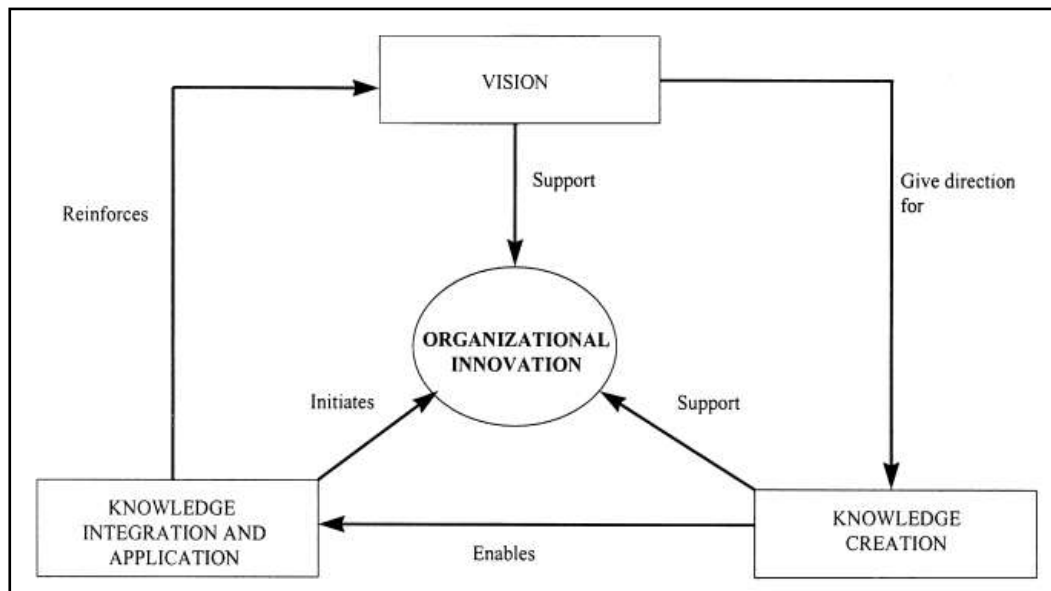 VISION
Support
Give direction
for
Reinforces
ORGANIZATIONAL
INNOVATION
Initiates
Support
KNOWLEDGE
INTEGRATION AND
APPLICATION
KNOWLEDGE
CREATION
Enables